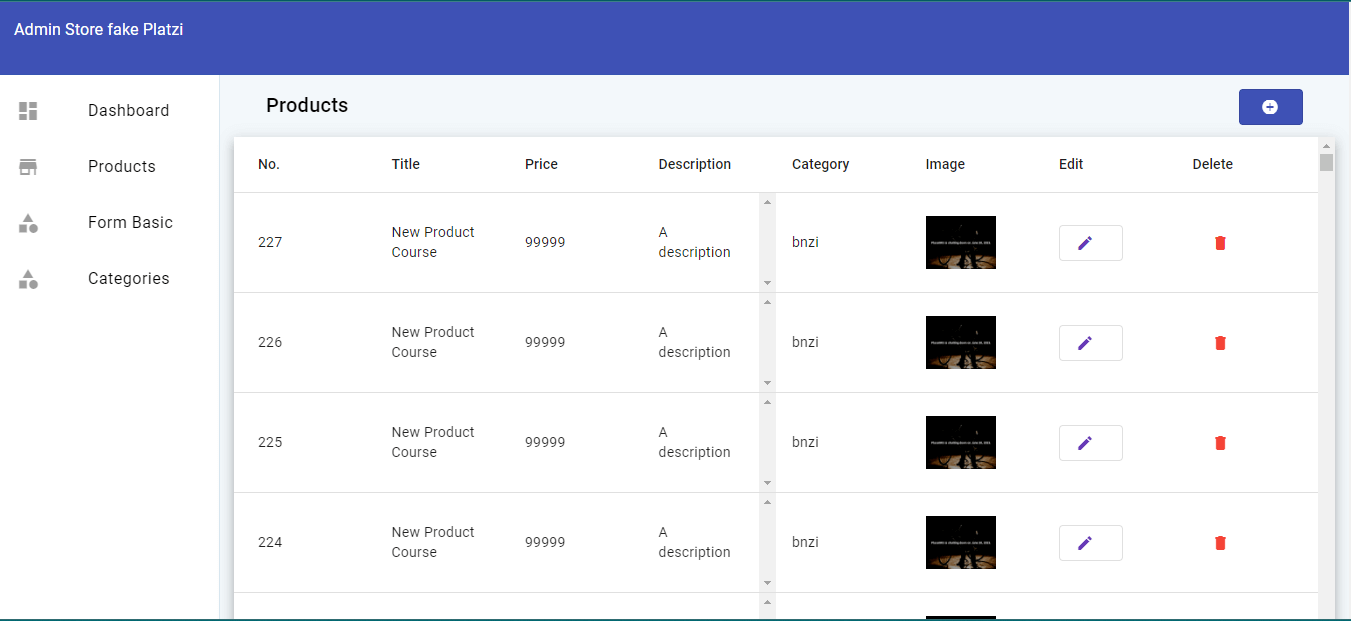 Admin Store fake Platzi
Dashboard
Products
Form Basic
Categories
Products
No. Title Price Description Category Image Edit Delete
227 New Product Course 99999 A description bnzi
226 New Product Course 99999 A description bnzi
225 New Product Course 99999 A description bnzi
224 New Product Course 99999 A description bnzi